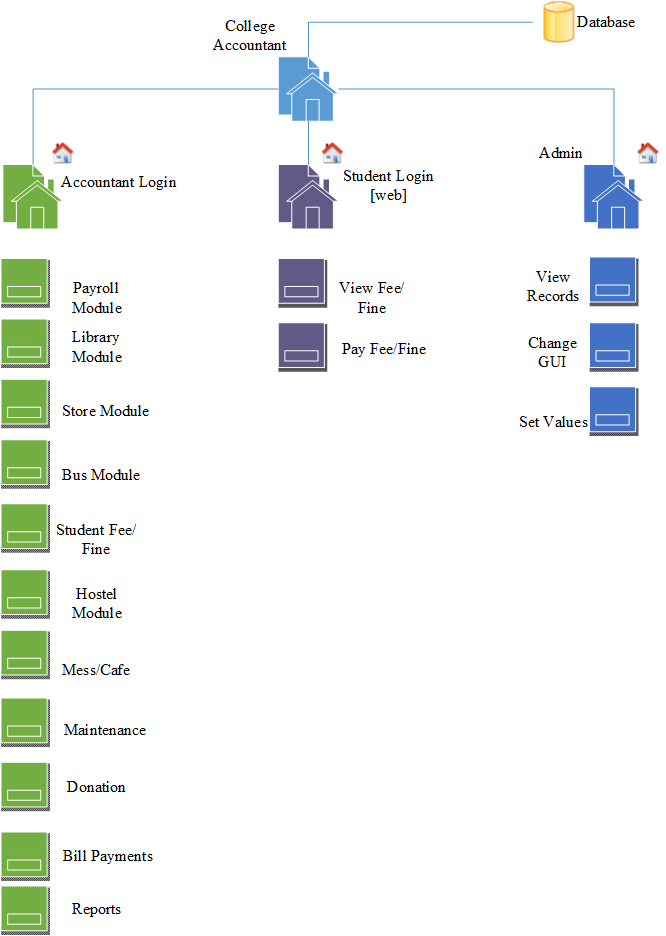 College
Accountant
Database
Accountant Login
Student Login
[web]
Admin
Payroll
Module
Library
Module
Store Module
Bus Module
Student Fee/
Fine
Hostel
Module
Mess/Cafe
Maintenance
Donation
Bill Payments
Reports
View Fee/
Fine
Pay Fee/Fine
View
Records
Change
GUI
Set Values